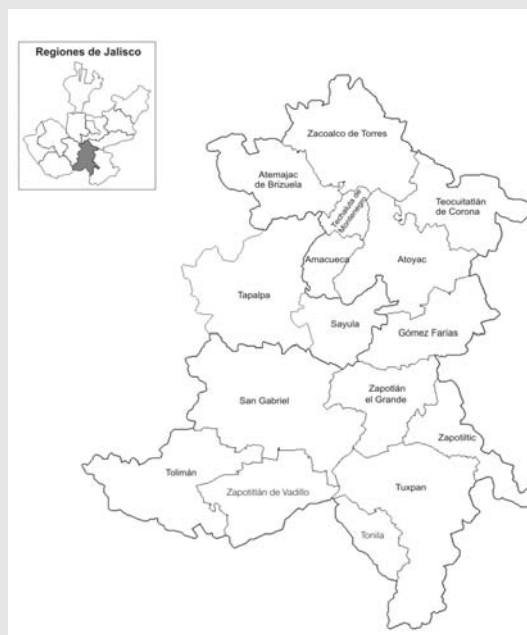 Regiones de Jalisco
Zacoalco de Torres
Atemajac
de Brizuela
Techaluta de
Montenegro
Teocuitatlán
de Corona
Amacueca
Atoyac
Tapalpa
Sayula
Gómez Farías
San Gabriel
Zapotlán
el Grande
Zapotiltic
Tolimán
Zapotitlán de Vadillo
Tuxpan
Tonila